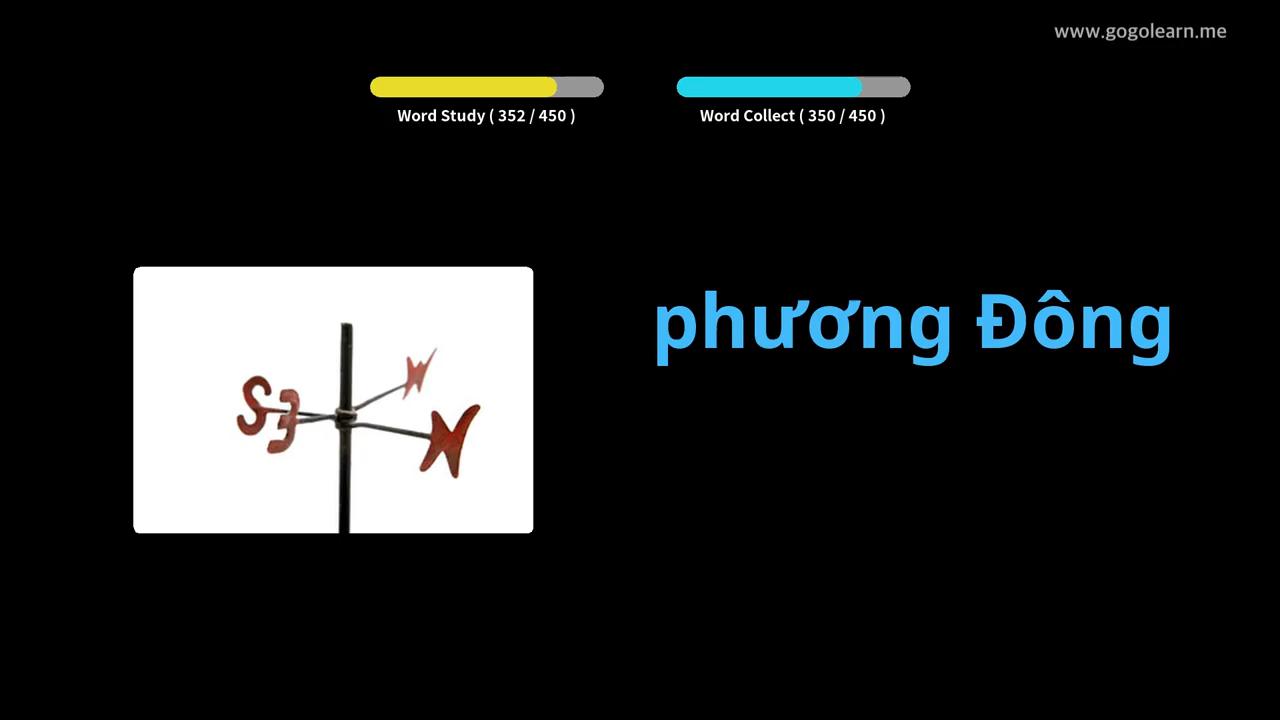 www.gogolearn.me
Word Study ( 352 / 450 )
Word Collect ( 350 / 450 )
phương Đông
S
E
N